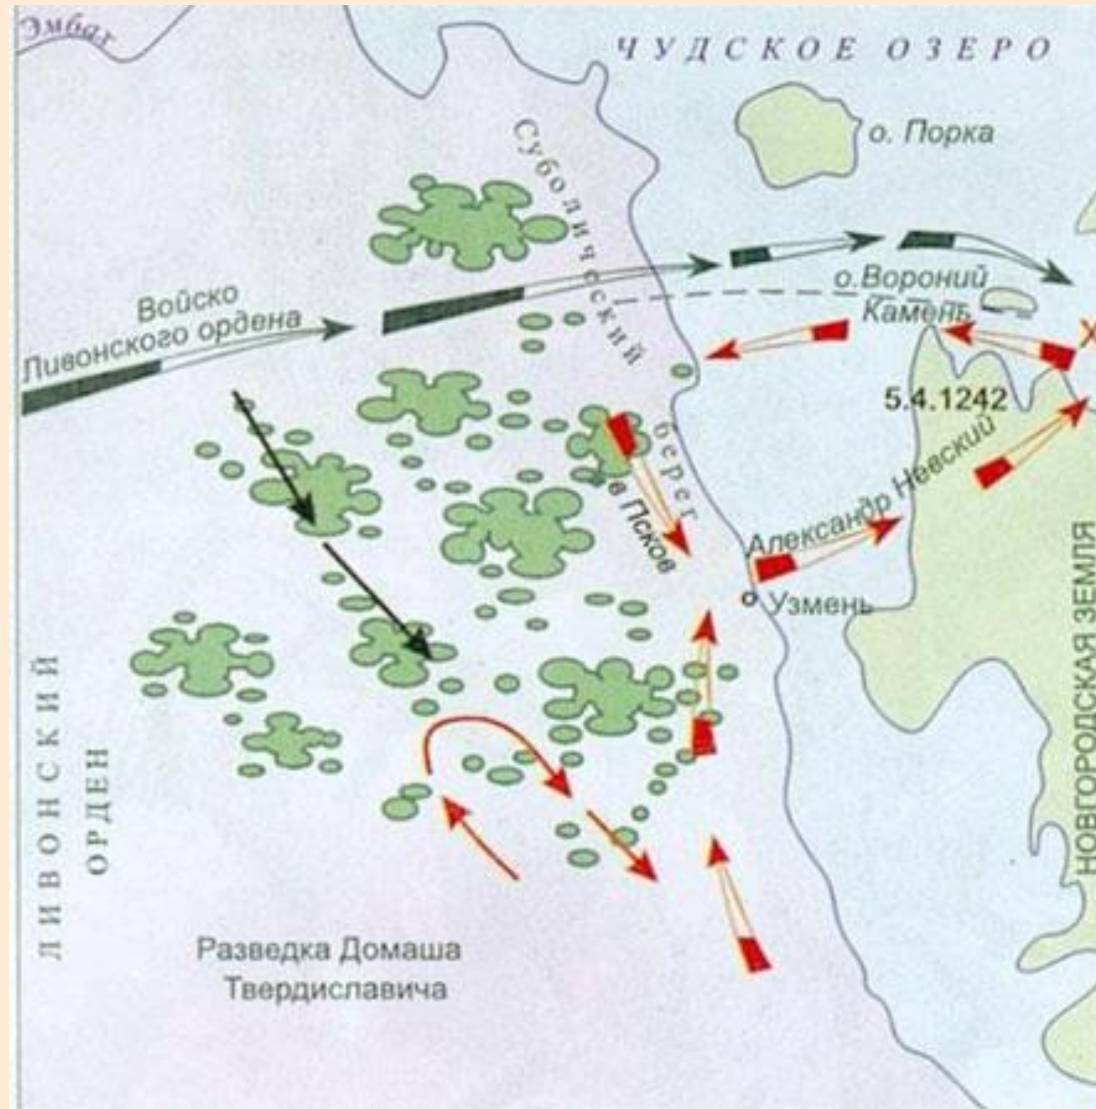 Эмбах
ЧУДСКОЕ ОЗЕРО
о. Порка
Суболический
берег
Войско
Ливонского ордена
о.Вороний
Камень
Х
5.4.1242
в Псков
Александр Невский
Узмень
ЛИВОНСКИЙ
ОРДЕН
НОВГОРОДСКАЯ ЗЕМЛЯ
Разведка Домаша
Твердиславича